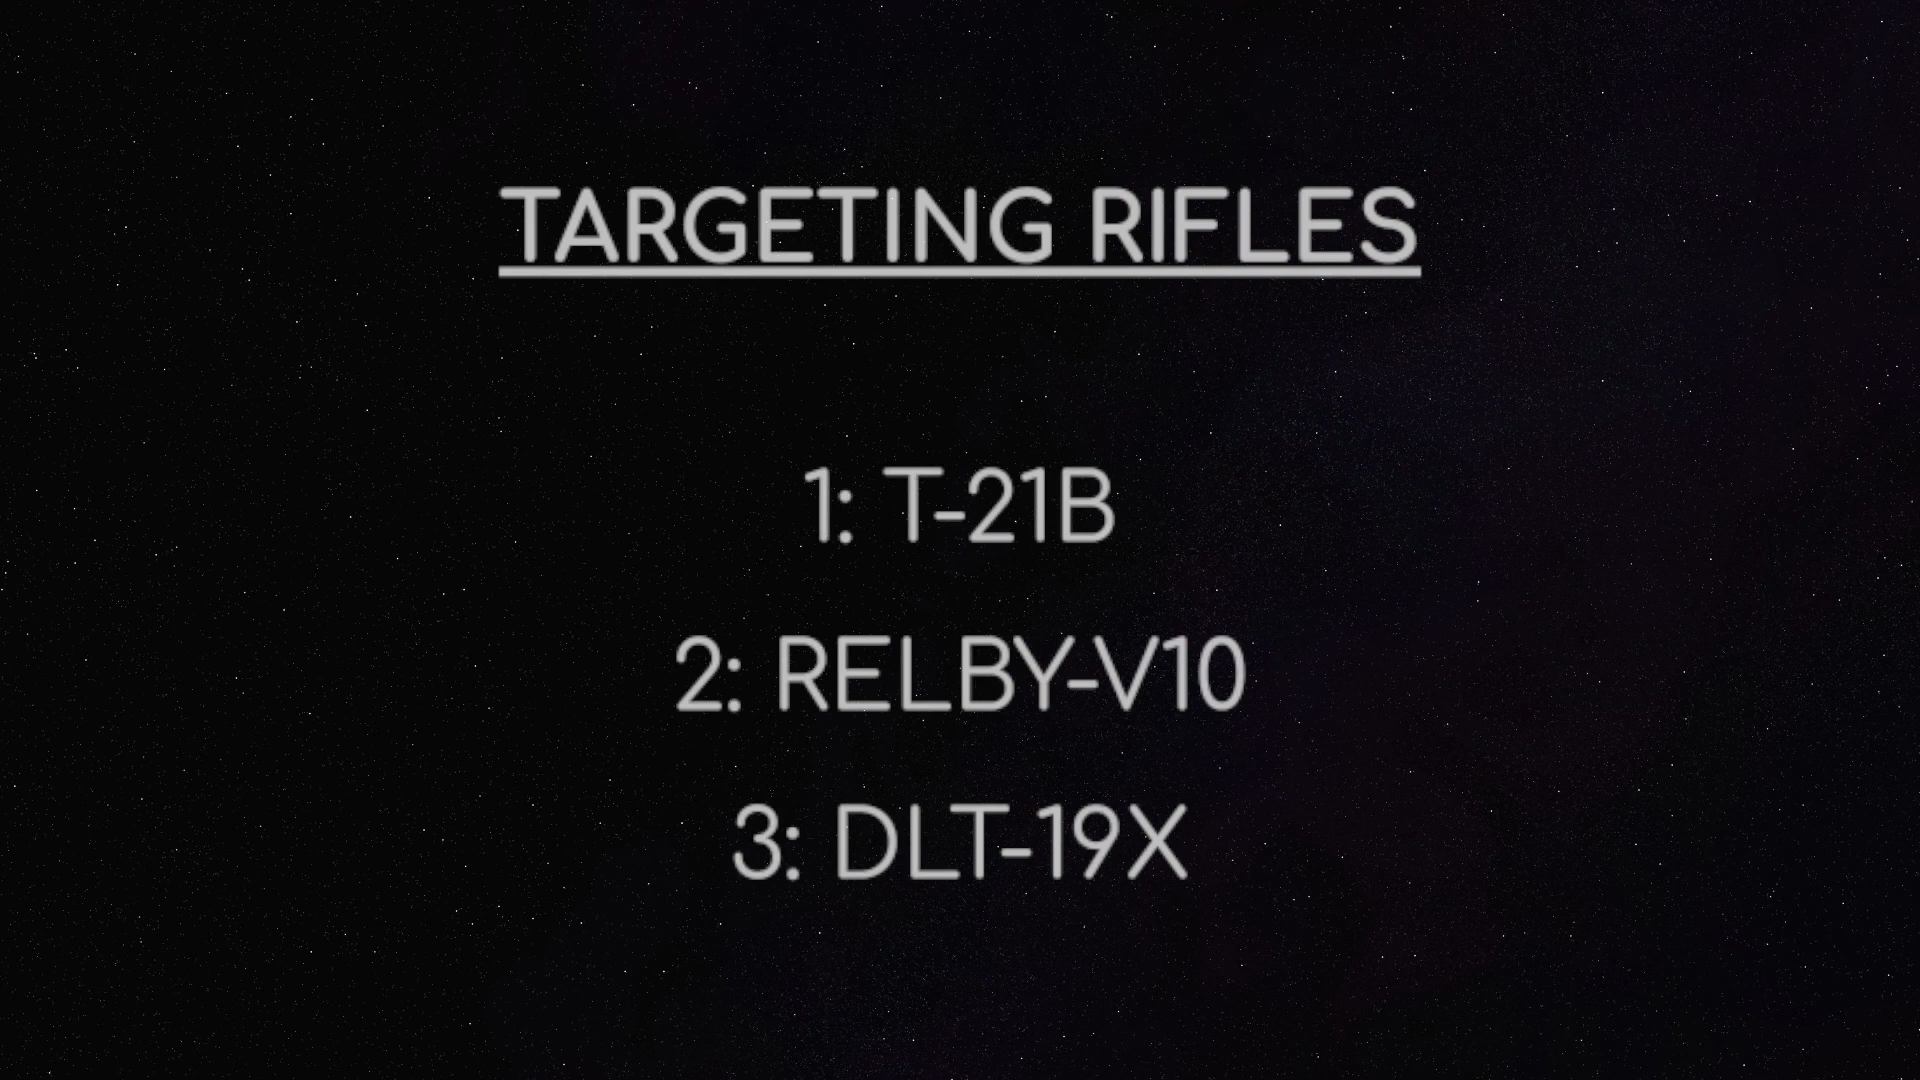 TARGETING RIFLES
1: T-21B
2: RELBY-V10
3: DLT-19X